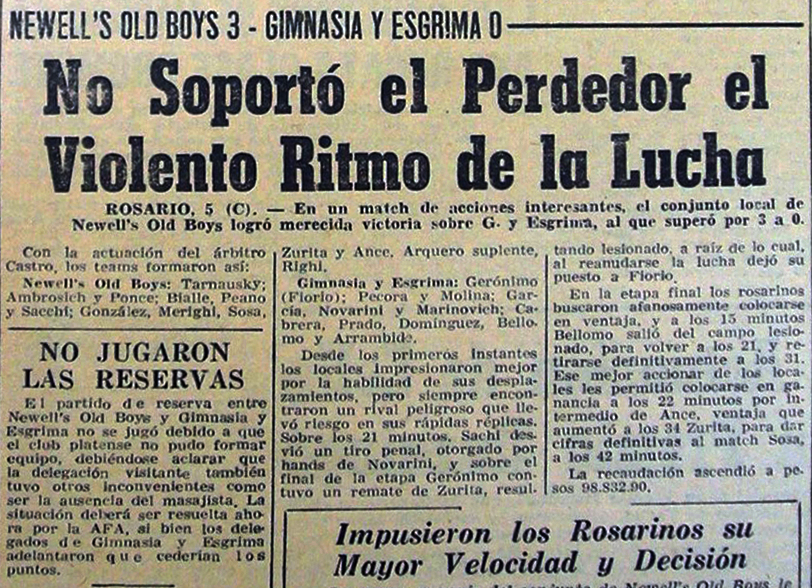 NEWELL'S OLD BOYS 3 - GIMNASIA Y ESGRIMA 0
No Soportó el Perdedor el
Violento Ritmo de la Lucha
ROSARIO, 5 (C). — En un match de acciones interesantes, el conjunto local de
Newell's Old Boys logró merecida victoria sobre G. y Esgrima, al que superó por 3 a 0.
Con la actuación del árbitro
Castro, los teams formaron así:
Newell's Old Boys: Tarnausky;
Ambrosich y Ponce; Bialle, Peano
y Sacchi; González, Merighi, Sosa,
Zurita y Ance. Arquero suplente,
Righi.
Gimnasia y Esgrima: Gerónimo
(Fiorio); Pecora y Molina; Gar-
cía, Novarini y Marinovich; Ca-
brera, Prado, Domínguez, Bello-
mo y Arrambide.
Desde los primeros instantes
los locales impresionaron mejor
por la habilidad de sus despla-
zamientos, pero siempre encon-
traron un rival peligroso que lle-
vó riesgo en sus rápidas réplicas.
Sobre los 21 minutos. Sachi des-
vió un tiro penal, otorgado por
hands de Novarini, y sobre el
final de la etapa Gerónimo con-
tuvo un remate de Zurita, resul-
tando lesionado, a raíz de lo cual,
al reanudarse la lucha dejó su
puesto a Florio.
En la etapa final los rosarinos
buscaron afanosamente colocarse
en ventaja, y a los 15 minutos
Bellomo salió del campo lesio-
nado, para volver a los 21, y re-
tirarse definitivamente a los 31.
Ese mejor accionar de los loca-
les les permitió colocarse en ga-
nancia a los 22 minutos por in-
termedio de Ance, ventaja que
aumentó a los 34 Zurita, para dar
cifras definitivas al match Sosa,
a los 42 minutos.
La recaudación ascendió a pe-
sos 98.832.90.
NO JUGARON
LAS RESERVAS
El partido de reserva entre
Newell's Old Boys y Gimnasia y
Esgrima no se jugó debido a que
el club platense no pudo formar
equipo, debiéndose aclarar que
la delegación visitante también
tuvo otros inconvenientes como
ser la ausencia del masajista. La
situación deberá ser resuelta aho-
ra por la AFA, si bien los dele-
gados de Gimnasia y Esgrima
adelantaron que cederían los
puntos.
Impusieron los Rosarinos su
Mayor Velocidad y Decisión
del conjunto de Newell's Old Boys le